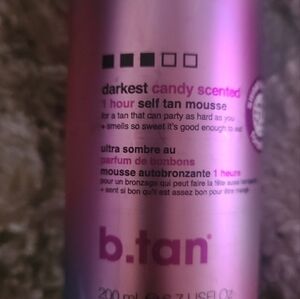 darkest candy scented
1 hour self tan mousse
for a tan that can party as hard as you
+ smells so sweet it's good enough to eat
ultra sombre au
parfum de bonbons
mousse autobronzante 1 heure
pour un bronzage qui peut faire la fête aussi
+ sent si bon qu'il est assez bon pour être mangé
b.tan
200 mL